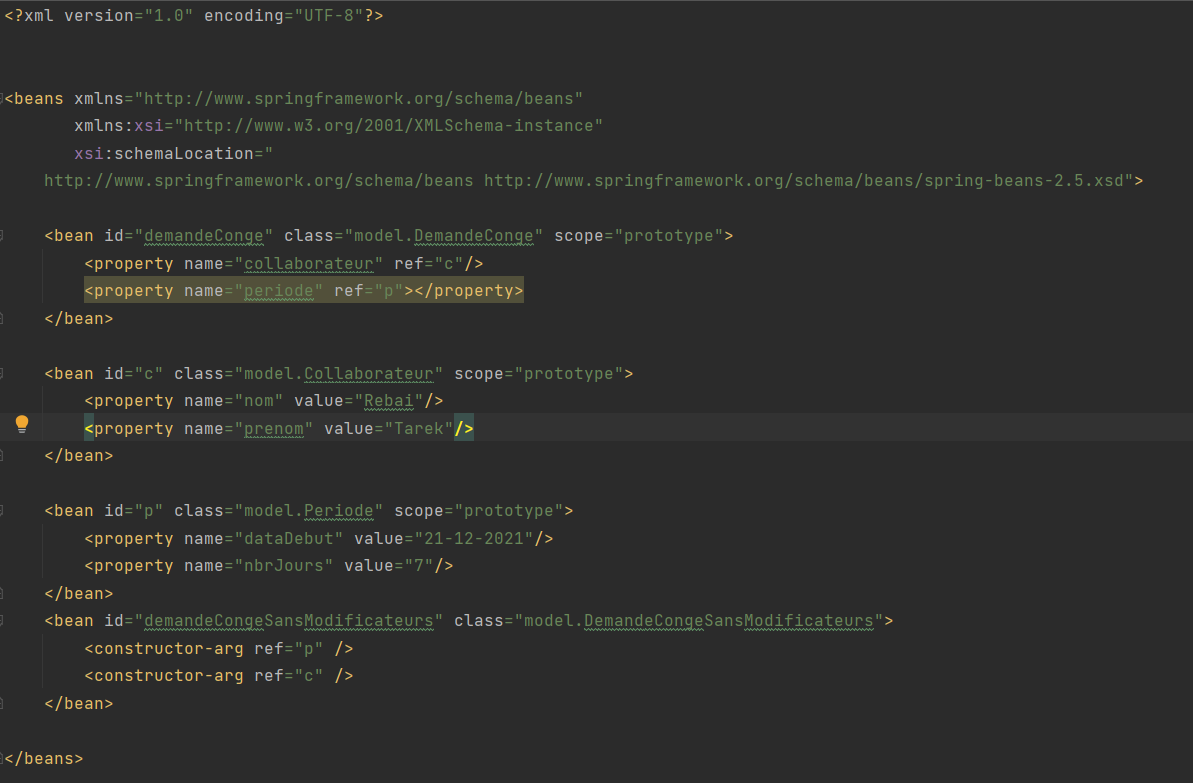 <?xml version="1.0" encoding="UTF-8"?>
<beans xmlns="http://www.springframework.org/schema/beans"
xmlns:xsi="http://www.w3.org/2001/XMLSchema-instance"
xsi:schemaLocation="
http://www.springframework.org/schema/beans http://www.springframework.org/schema/beans/spring-beans-2.5.xsd">
<bean id="demandeConge" class="model.DemandeConge" scope="prototype">
<property name="collaborateur" ref="c"/>
<property name="periode" ref="p"></property>
</bean>
<bean id="c" class="model.Collaborateur" scope="prototype">
<property name="nom" value="Rebai"/>
<property name="prenom" value="Tarek"/>
</bean>
<bean id="p" class="model.Periode" scope="prototype">
<property name="dataDebut" value="21-12-2021"/>
<property name="nbrJours" value="7"/>
</bean>
<bean id="demandeCongeSansModificateurs" class="model.DemandeCongeSansModificateurs">
<constructor-arg ref="p" />
<constructor-arg ref="c" />
</bean>
</beans>